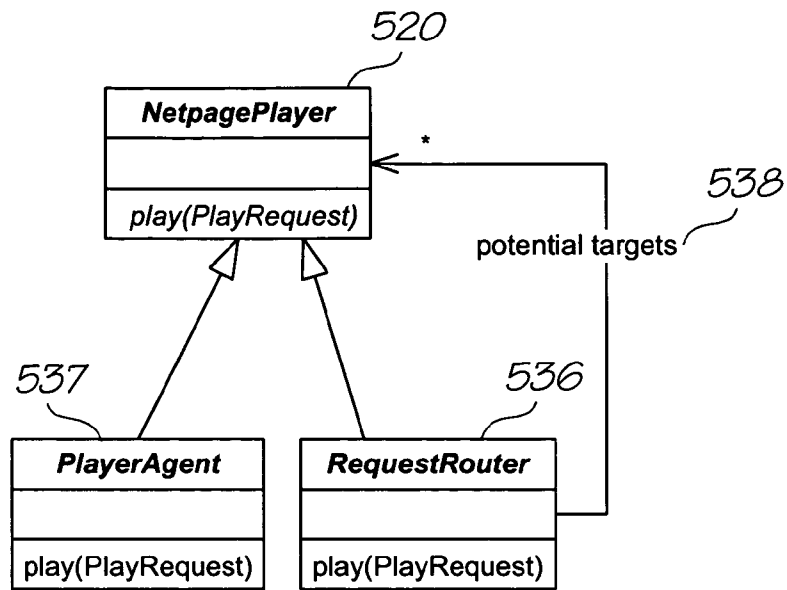 520
NetpagePlayer
*
play(PlayRequest)
538
potential targets
537
536
PlayerAgent
RequestRouter
play(PlayRequest)
play(PlayRequest)